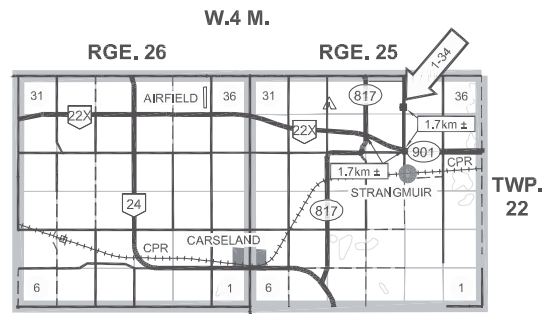 W.4 M.
RGE. 26 RGE. 25
1-34
31 AIRFIELD 36 31 817 36
22X 22X 1.7km ±
901
CPR
1.7km ±
STRANGMUIR
TWP. 22
24 817
CARSELAND
CPR
6 1 6 1